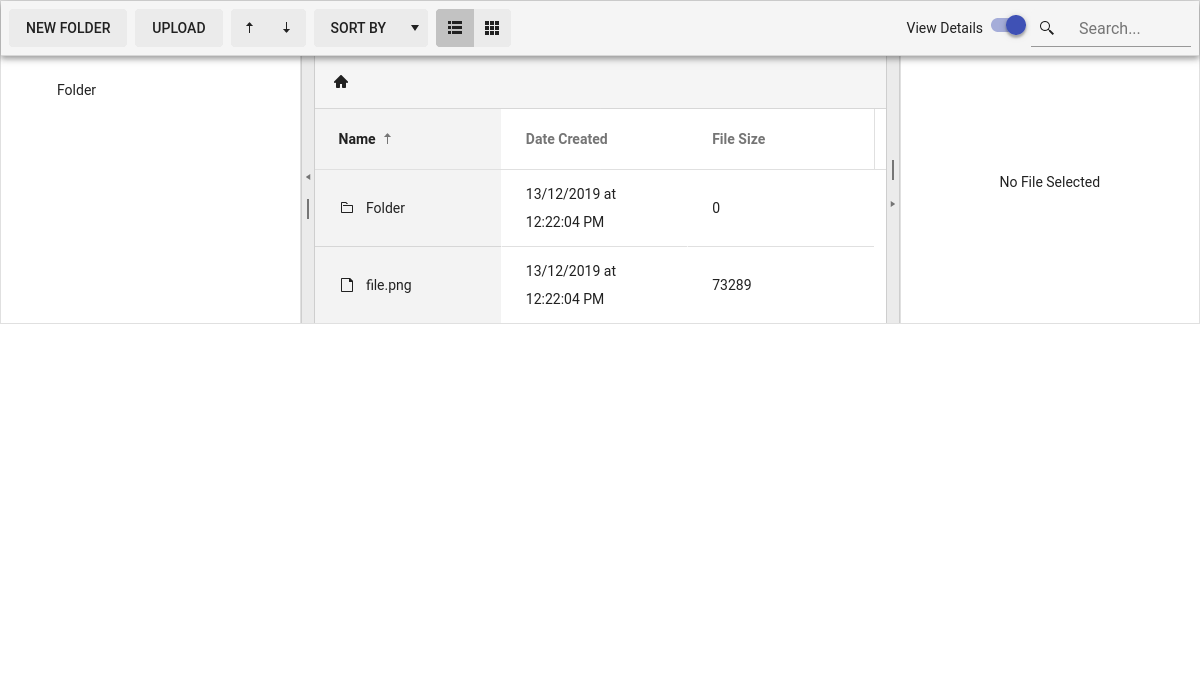 NEW FOLDER UPLOAD SORT BY View Details Search...
Folder
Name Date Created File Size
Folder 13/12/2019 at 12:22:04 PM 0
file.png 13/12/2019 at 12:22:04 PM 73289
No File Selected